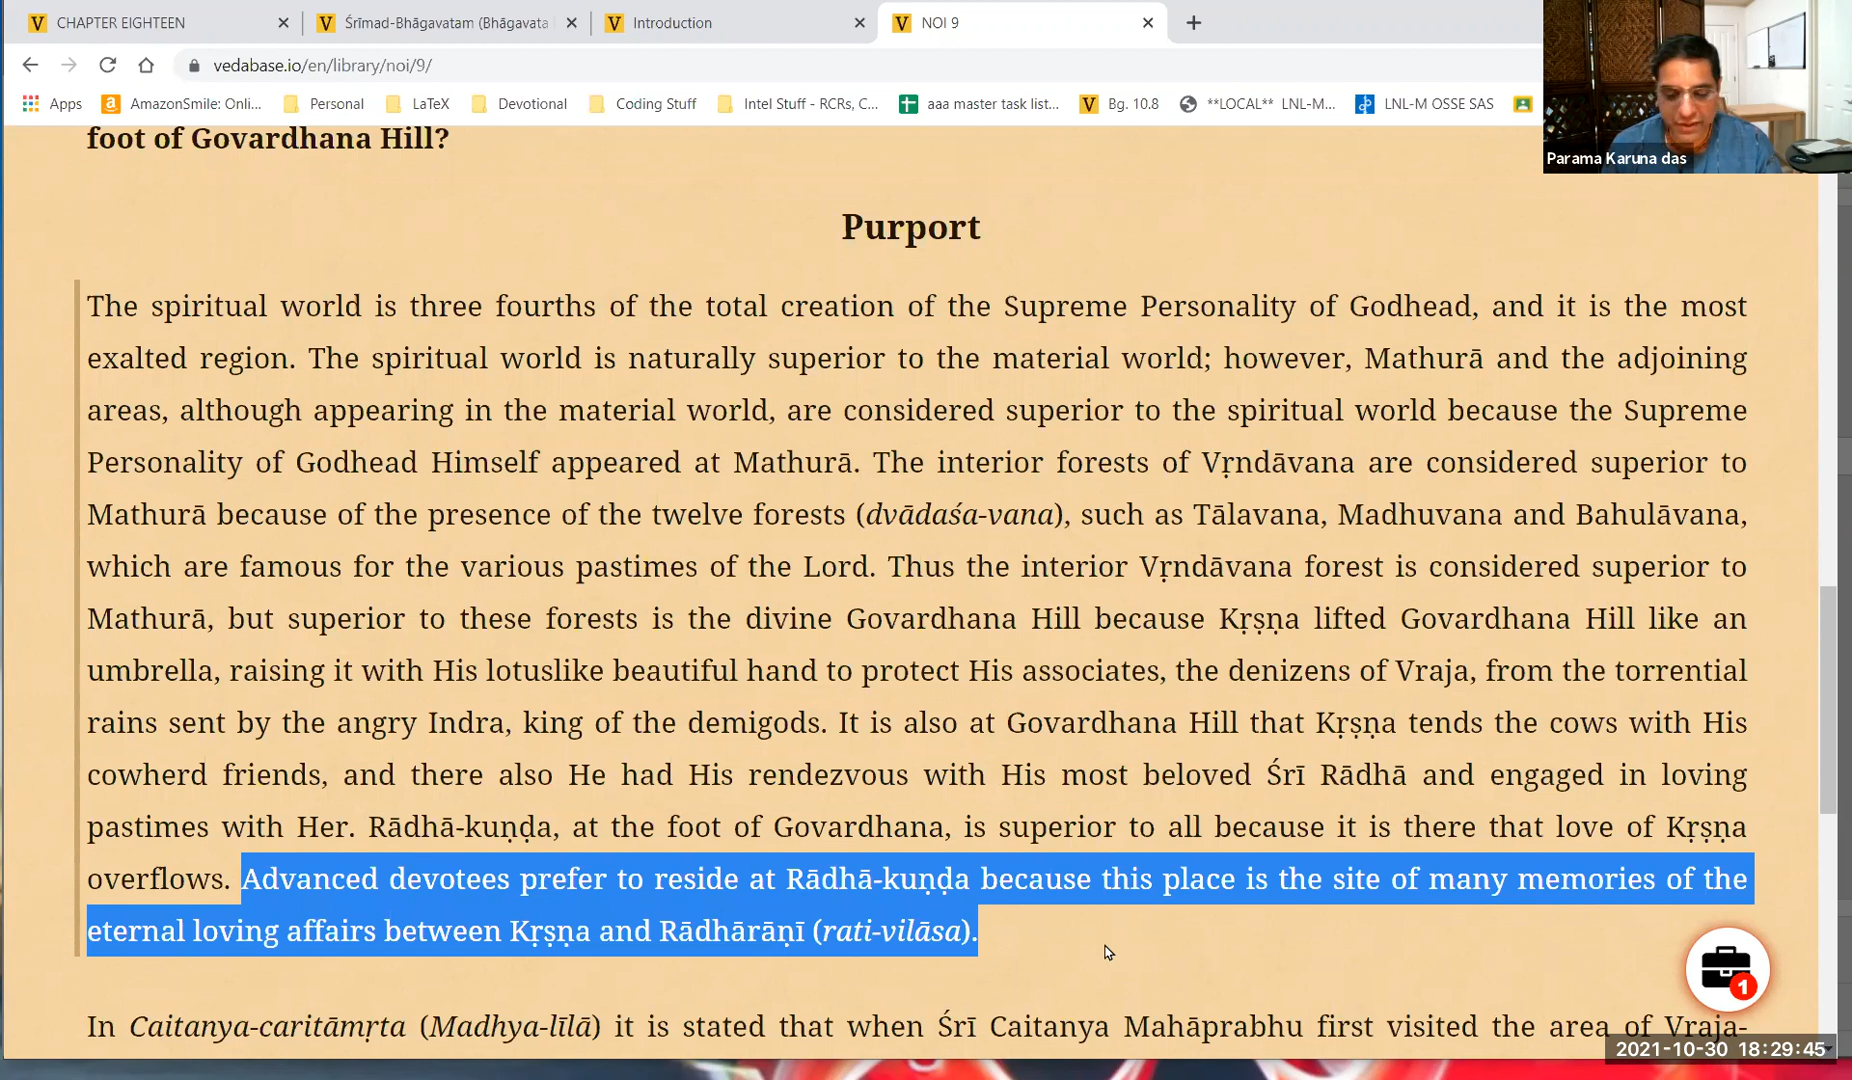 CHAPTER EIGHTEEN
Śrīmad-Bhāgavatam (Bhāgavata
Introduction
NOI 9
vedabase.io/en/library/noi/9/
Apps
AmazonSmile: Onli...
Personal
LaTeX
Devotional
Coding Stuff
Intel Stuff - RCRs, C...
aaa master task list...
Bg. 10.8
**LOCAL** LNL-M...
LNL-M OSSE SAS
Parama Karuna das
foot of Govardhana Hill?
Purport
The spiritual world is three fourths of the total creation of the Supreme Personality of Godhead, and it is the most
exalted region. The spiritual world is naturally superior to the material world; however, Mathurā and the adjoining
areas, although appearing in the material world, are considered superior to the spiritual world because the Supreme
Personality of Godhead Himself appeared at Mathurā. The interior forests of Vṛndāvana are considered superior to
Mathurā because of the presence of the twelve forests (dvādaśa-vana), such as Tālavana, Madhuvana and Bahulāvana,
which are famous for the various pastimes of the Lord. Thus the interior Vṛndāvana forest is considered superior to
Mathurā, but superior to these forests is the divine Govardhana Hill because Kṛṣṇa lifted Govardhana Hill like an
umbrella, raising it with His lotuslike beautiful hand to protect His associates, the denizens of Vraja, from the torrential
rains sent by the angry Indra, king of the demigods. It is also at Govardhana Hill that Kṛṣṇa tends the cows with His
cowherd friends, and there also He had His rendezvous with His most beloved Śrī Rādhā and engaged in loving
pastimes with Her. Rādhā-kuṇḍa, at the foot of Govardhana, is superior to all because it is there that love of Kṛṣṇa
overflows. Advanced devotees prefer to reside at Rādhā-kuṇḍa because this place is the site of many memories of the
eternal loving affairs between Kṛṣṇa and Rādhārāṇī (rati-vilāsa).
1
In Caitanya-caritāmṛta (Madhya-līlā) it is stated that when Śrī Caitanya Mahāprabhu first visited the area of Vraja-
2021-10-30 18:29:45